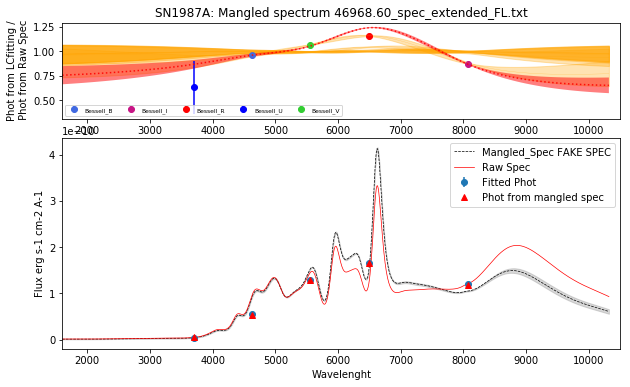 SN1987A: Mangled spectrum 46968.60_spec_extended_FL.txt
Phot from LCfitting /
Phot from Raw Spec
1.25
1.00
0.75
0.50
Bessell_B
Bessell_I
Bessell_R
Bessell_U
Bessell_V
2000 3000 4000 5000 6000 7000 8000 9000 10000
1e-10
Flux erg s-1 cm-2 A-1
4
3
2
1
0
Mangled_Spec FAKE SPEC
Raw Spec
Fitted Phot
Phot from mangled spec
2000 3000 4000 5000 6000 7000 8000 9000 10000
Wavelenght